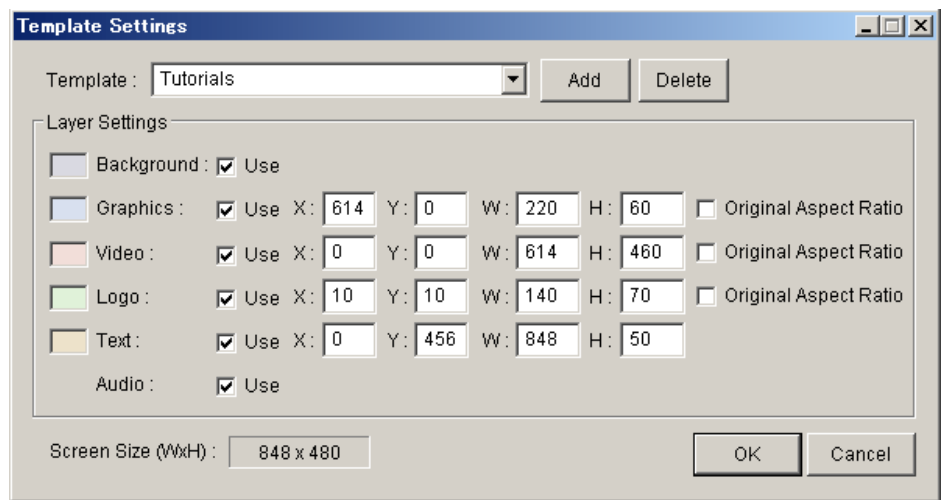 Template Settings
Template : Tutorials Add Delete
Layer Settings
Background : Use
Graphics : Use X : 614 Y : 0 W : 220 H : 60 Original Aspect Ratio
Video : Use X : 0 Y : 0 W : 614 H : 460 Original Aspect Ratio
Logo : Use X : 10 Y : 10 W : 140 H : 70 Original Aspect Ratio
Text : Use X : 0 Y : 456 W : 848 H : 50
Audio : Use
Screen Size (WxH) : 848 x 480 OK Cancel